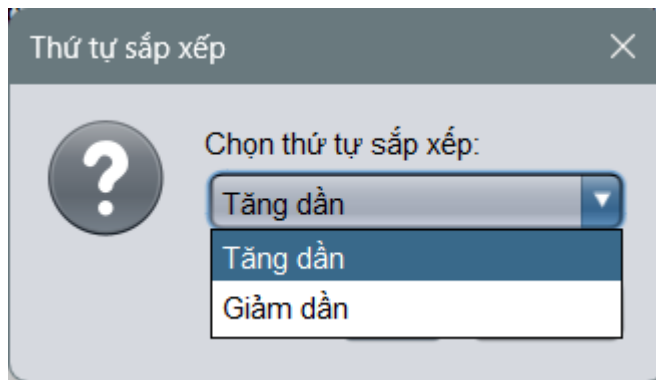 Thứ tự sắp xếp
Chọn thứ tự sắp xếp:
Tăng dần
Tăng dần
Giảm dần